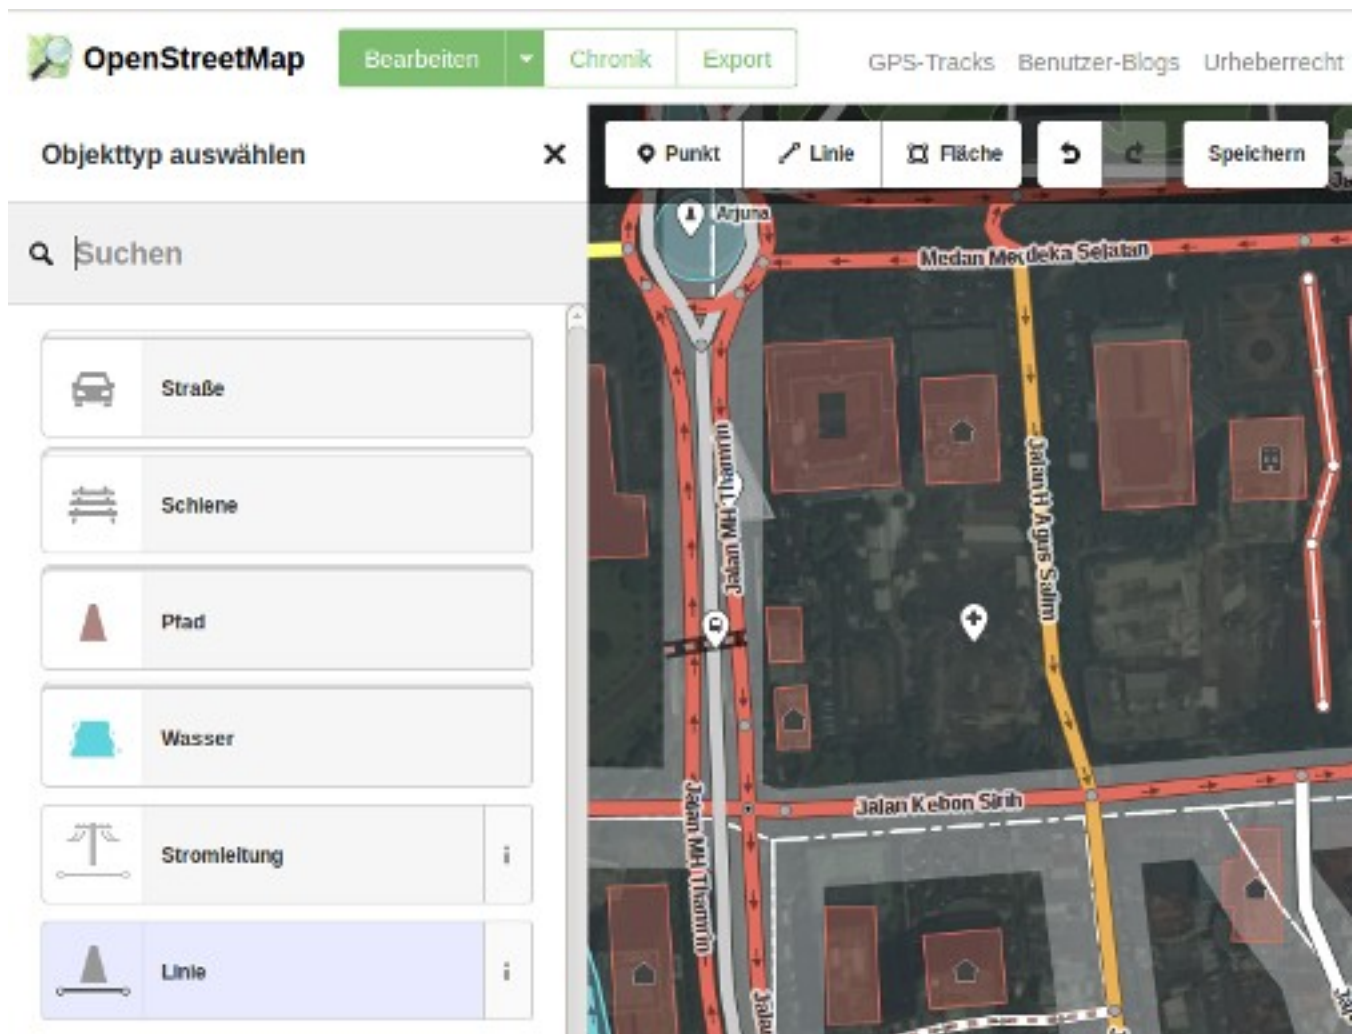 OpenStreetMap
Bearbeiten
Chronik
Export
GPS-Tracks
Benutzer-Blogs
Urheberrecht
Objekttyp auswählen
Punkt
Linie
Fläche
Speichern
Suchen
Arjuna
Medan Merdeka Selatan
Straße
Schiene
Pfad
Wasser
Stromleitung
Linie
Jalan MH Thamrin
Jalan H Agus Salim
Jalan Kebon Sirih
Jalan MH Thamrin
Jalan